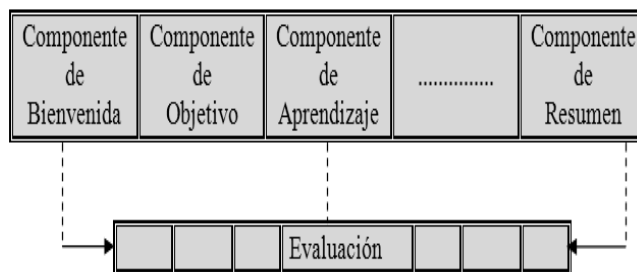 Componente
de
Bienvenida
Componente
de
Objetivo
Componente
de
Aprendizaje
...............
Componente
de
Resumen
Evaluación